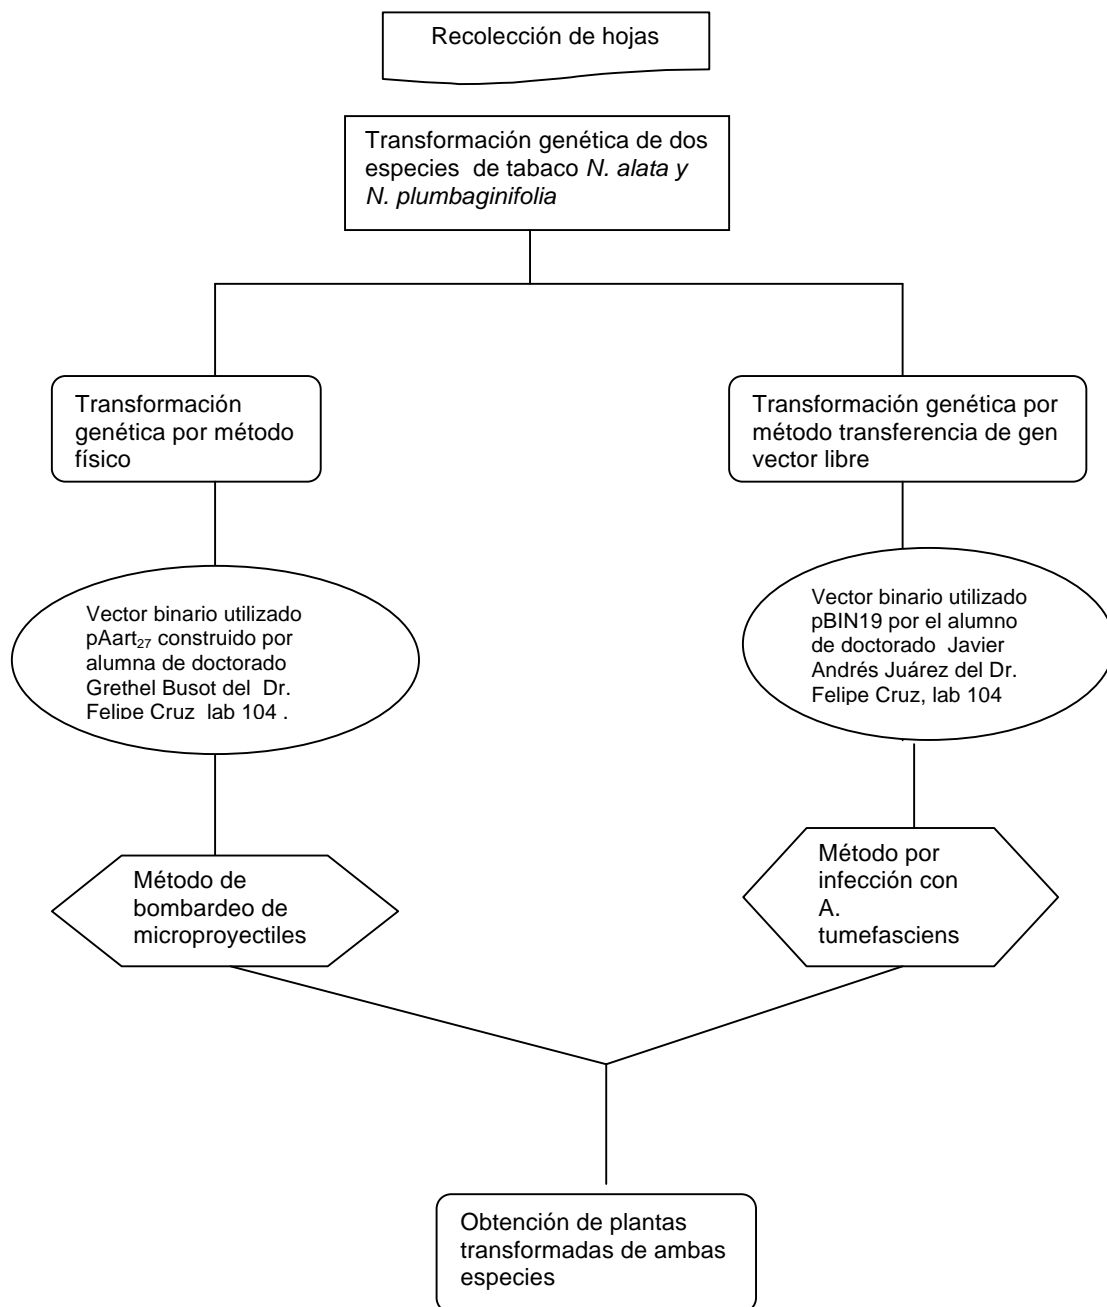 Recolección de hojas
Transformación genética de dos
especies de tabaco N. alata y
N. plumbaginifolia
Transformación
genética por método
físico
Transformación genética por
método transferencia de gen
vector libre
Vector binario utilizado
pAart27 construido por
alumna de doctorado
Grethel Busot del Dr.
Felipe Cruz lab 104 .
Vector binario utilizado
pBIN19 por el alumno
de doctorado Javier
Andrés Juárez del Dr.
Felipe Cruz, lab 104
Método de
bombardeo de
microproyectiles
Método por
infección con
A.
tumefasciens
Obtención de plantas
transformadas de ambas
especies